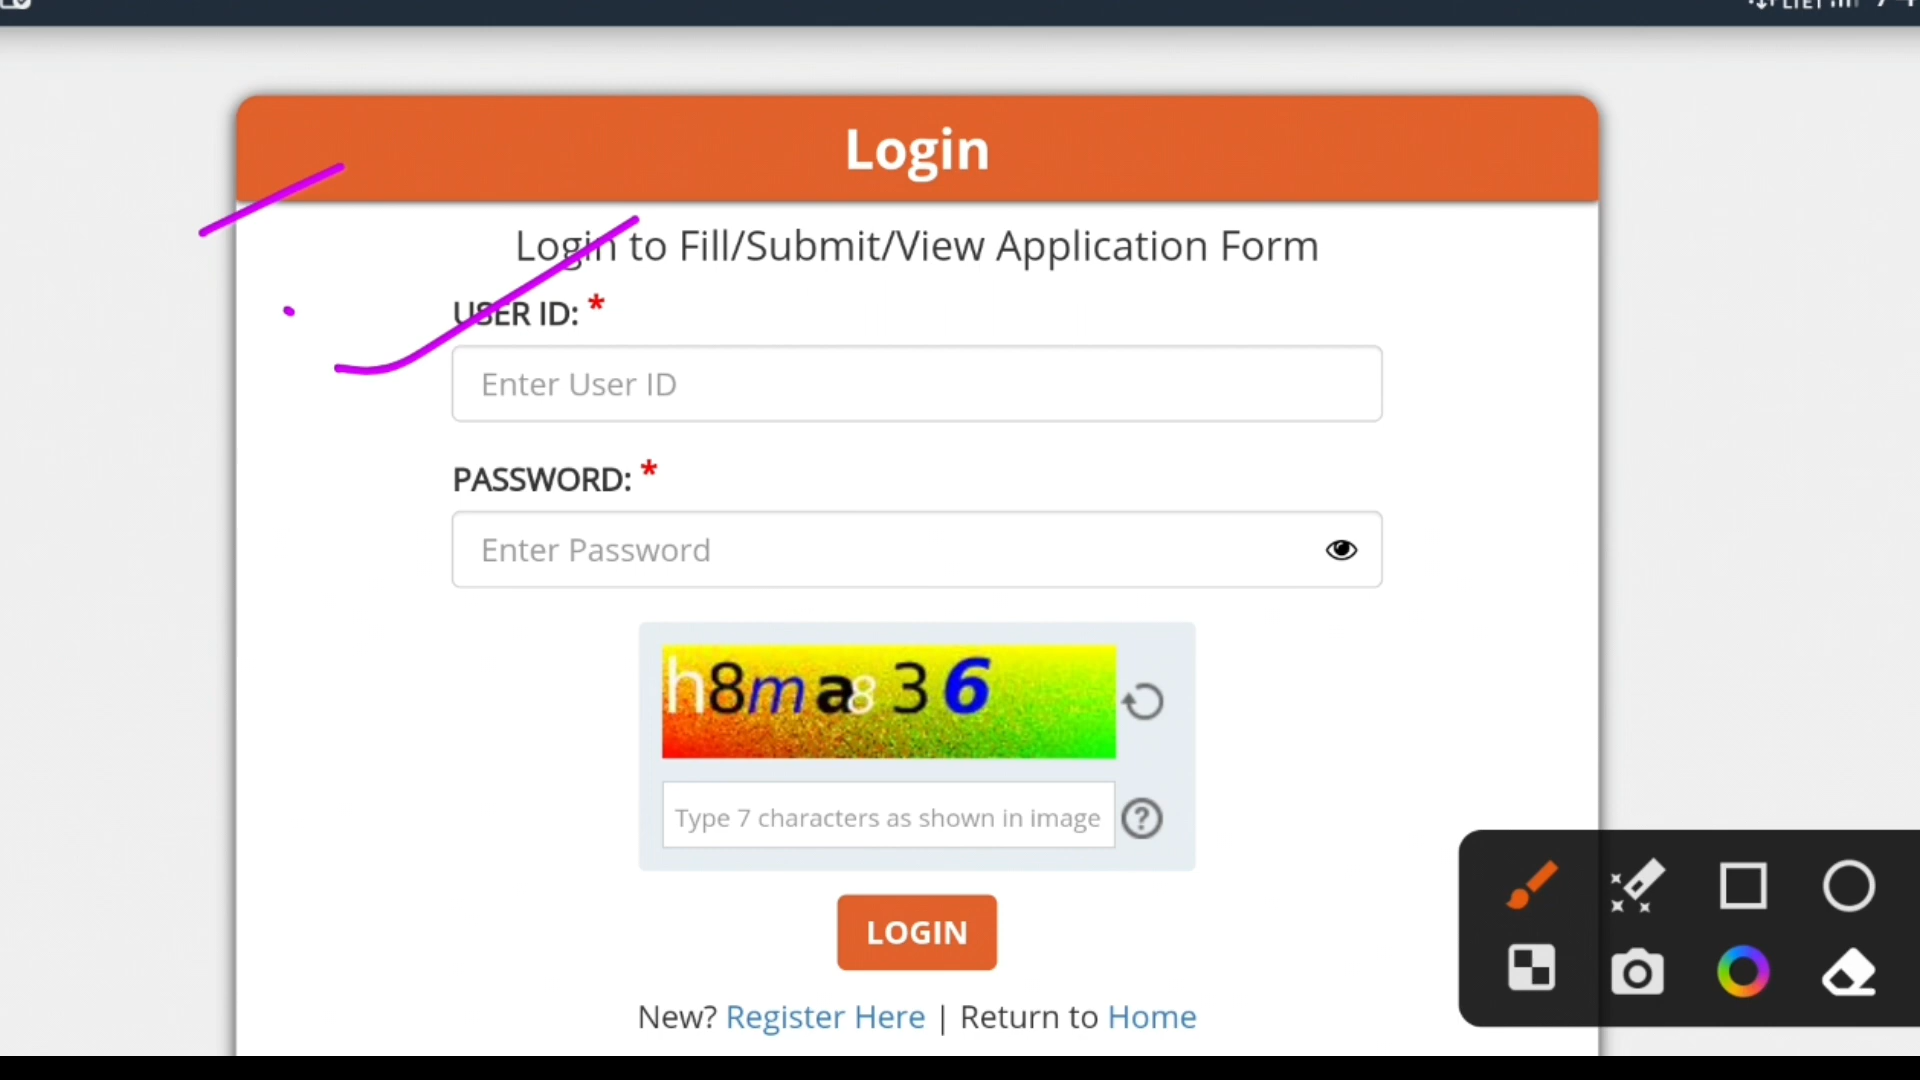 Login
Login to Fill/Submit/View Application Form
USER ID: *
Enter User ID
PASSWORD: *
Enter Password
h8ma836
Type 7 characters as shown in image
LOGIN
New? Register Here | Return to Home